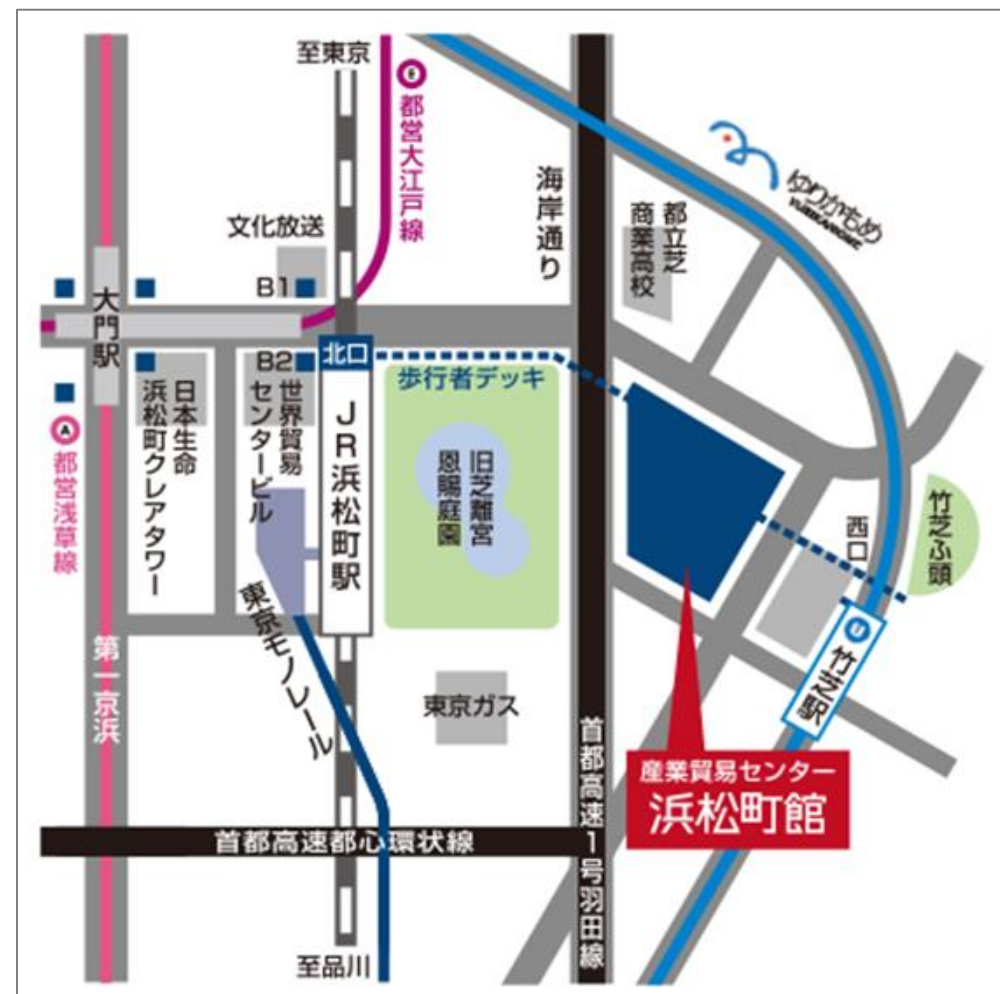 至東京
E
都営大江戸線
ゆりかもめ
YURIKAMOME
海岸通り
都立芝
商業高校
文化放送
B1
大門駅
B2
北口
歩行者デッキ
日本生命
浜松町クレアタワー
世界貿易
センタービル
JR浜松町駅
旧芝離宮
恩賜庭園
A
都営浅草線
西口
竹芝ふ頭
U
竹芝駅
東京モノレール
第一京浜
東京ガス
産業貿易センター
浜松町館
首都高速1号羽田線
首都高速都心環状線
至品川